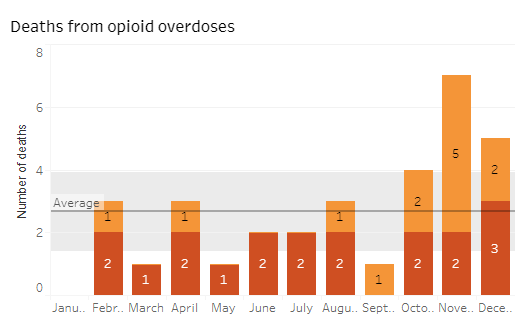 Deaths from opioid overdoses
8
6
4
2
0
Number of deaths
Average
1 1 1 2 5 2
2 1 2 1 2 2 2 1 2 2 3
Janu.. Febr.. March April May June July Augu.. Sept.. Octo.. Nove.. Dece..